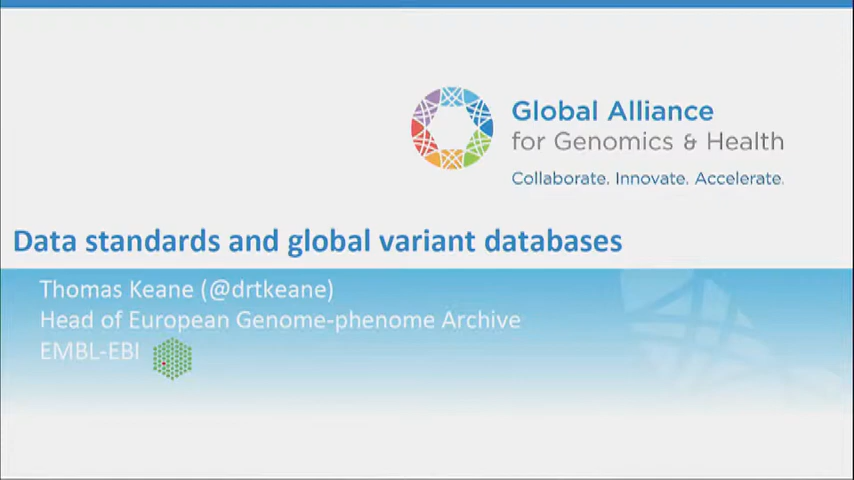 Global Alliance
for Genomics & Health
Collaborate. Innovate. Accelerate.
Data standards and global variant databases
Thomas Keane (@drtkeane)
Head of European Genome-phenome Archive
EMBL-EBI